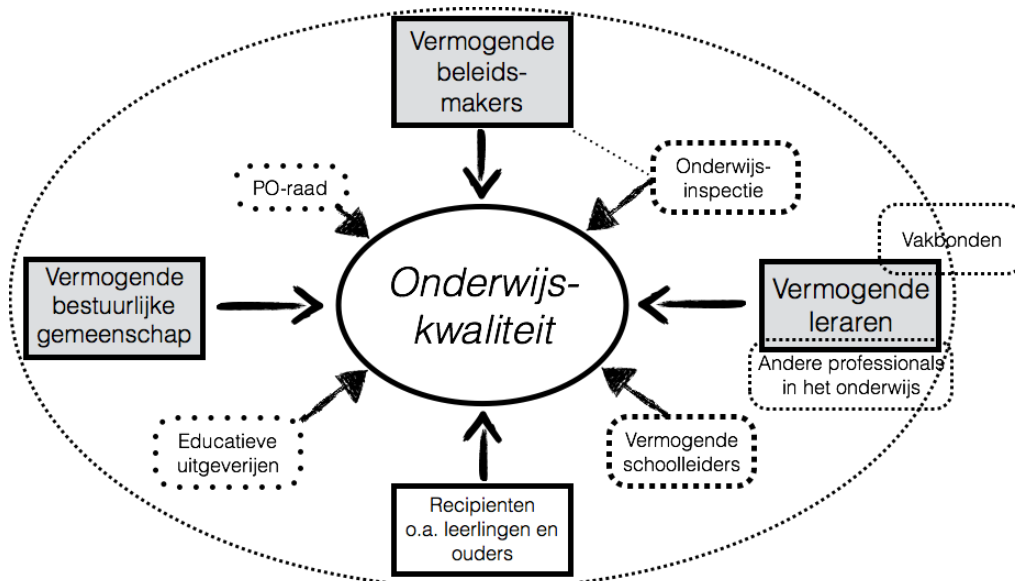 Vermogende
beleids-
makers
PO-raad
Onderwijs-
inspectie
Vakbonden
Vermogende
bestuurlijke
gemeenschap
Onderwijs-
kwaliteit
Vermogende
leraren
Andere professionals
in het onderwijs
Educatieve
uitgeverijen
Vermogende
schoolleiders
Recipienten
o.a. leerlingen en
ouders